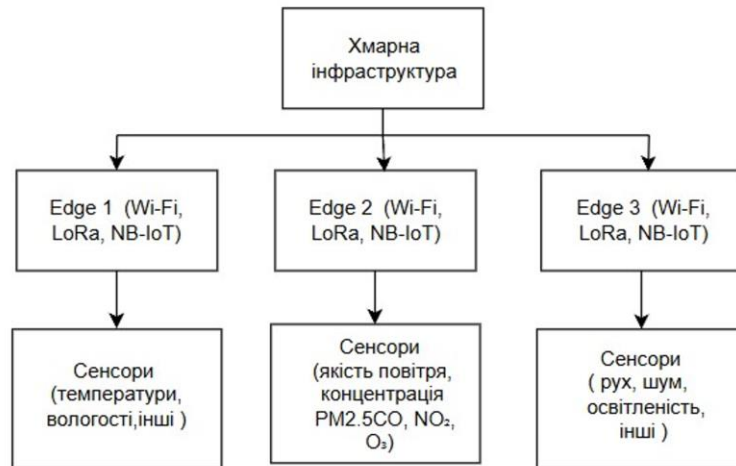 Хмарна
інфраструктура
Edge 1 (Wi-Fi,
LoRa, NB-IoT)
Edge 2 (Wi-Fi,
LoRa, NB-IoT)
Edge 3 (Wi-Fi,
LoRa, NB-IoT)
Сенсори
(температури,
вологості,інші )
Сенсори
(якість повітря,
концентрація
PM2.5CO, NO₂,
O₃)
Сенсори
( рух, шум,
освітленість,
інші )